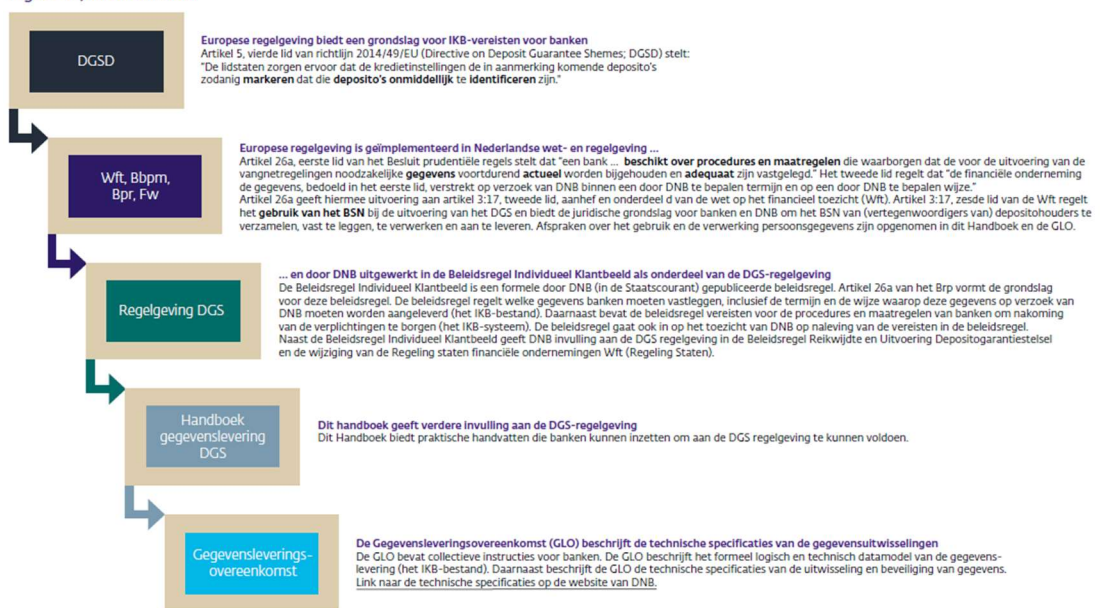 DGSD
Europese regelgeving biedt een grondslag voor IKB-vereisten voor banken
Artikel 5, vierde lid van richtlijn 2014/49/EU (Directive on Deposit Guarantee Shemes; DGSD) stelt:
"De lidstaten zorgen ervoor dat de kredietinstellingen de in aanmerking komende deposito's
zodanig markeren dat die deposito's onmiddellijk te identificeren zijn."
Wft, Bbpm,
Bpr, Fw
Europese regelgeving is geïmplementeerd in Nederlandse wet- en regelgeving ...
Artikel 26a, eerste lid van het Besluit prudentiële regels stelt dat "een bank ... beschikt over procedures en maatregelen die waarborgen dat de voor de uitvoering van de
vangnetregelingen noodzakelijke gegevens voortdurend actueel worden bijgehouden en adequaat zijn vastgelegd." Het tweede lid regelt dat "de financiële onderneming
de gegevens, bedoeld in het eerste lid, verstrekt op verzoek van DNB binnen een door DNB te bepalen termijn en op een door DNB te bepalen wijze."
Artikel 26a geeft hiermee uitvoering aan artikel 3:17, tweede lid, aanhef en onderdeel d van de wet op het financieel toezicht (Wft). Artikel 3:17, zesde lid van de Wft regelt
het gebruik van het BSN bij de uitvoering van het DGS en biedt de juridische grondslag voor banken en DNB om het BSN van (vertegenwoordigers van) depositohouders te
verzamelen, vast te leggen, te verwerken en aan te leveren. Afspraken over het gebruik en de verwerking persoonsgegevens zijn opgenomen in dit Handboek en de GLO.
Regelgeving DGS
... en door DNB uitgewerkt in de Beleidsregel Individueel Klantbeeld als onderdeel van de DGS-regelgeving
De Beleidsregel Individueel Klantbeeld is een formele door DNB (in de Staatscourant) gepubliceerde beleidsregel. Artikel 26a van het Brp vormt de grondslag
voor deze beleidsregel. De beleidsregel regelt welke gegevens banken moeten vastleggen, inclusief de termijn en de wijze waarop deze gegevens op verzoek van
DNB moeten worden aangeleverd (het IKB-bestand). Daarnaast bevat de beleidsregel vereisten voor de procedures en maatregelen van banken om nakoming
van de verplichtingen te borgen (het IKB-systeem). De beleidsregel gaat ook in op het toezicht van DNB op naleving van de vereisten in de beleidsregel.
Naast de Beleidsregel Individueel Klantbeeld geeft DNB invulling aan de DGS regelgeving in de Beleidsregel Reikwijdte en Uitvoering Depositogarantiestelsel
en de wijziging van de Regeling staten financiële ondernemingen Wft (Regeling Staten).
Handboek
gegevenslevering
DGS
Dit handboek geeft verdere invulling aan de DGS-regelgeving
Dit Handboek biedt praktische handvatten die banken kunnen inzetten om aan de DGS regelgeving te kunnen voldoen.
Gegevensleverings-
overeenkomst
De Gegevensleveringsovereenkomst (GLO) beschrijft de technische specificaties van de gegevensuitwisselingen
De GLO bevat collectieve instructies voor banken. De GLO beschrijft het formeel logisch en technisch datamodel van de gegevens-
levering (het IKB-bestand). Daarnaast beschrijft de GLO de technische specificaties van de uitwisseling en beveiliging van gegevens.
Link naar de technische specificaties op de website van DNB.